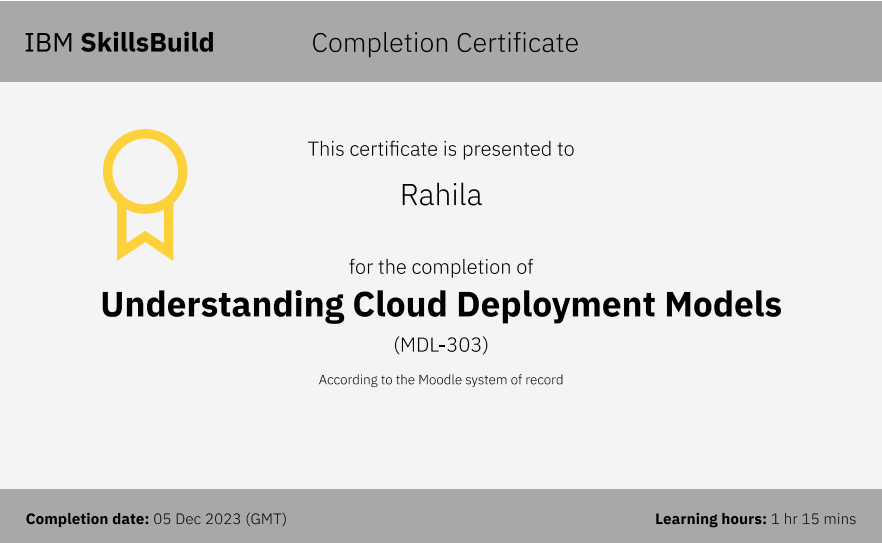 IBM SkillsBuild
Completion Certificate
This certificate is presented to
Rahila
for the completion of
Understanding Cloud Deployment Models
(MDL-303)
According to the Moodle system of record
Completion date: 05 Dec 2023 (GMT)
Learning hours: 1 hr 15 mins